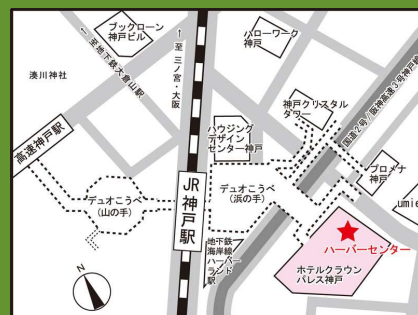 ブックローン
神戸ビル
← 至地下鉄大倉山駅
↑
至
三ノ宮・大阪
ハローワーク
神戸
湊川神社
神戸クリスタル
タワー
国道2号/阪神高速3号神戸線
高速神戸駅
ハウジング
デザイン
センター神戸
プロメナ
神戸
デュオこうべ
(山の手)
JR神戸駅
デュオこうべ
(浜の手)
umie
ハーバーセンター
地下鉄
海岸線
ハーバー
ランド
駅
ホテルクラウン
パレス神戸
N